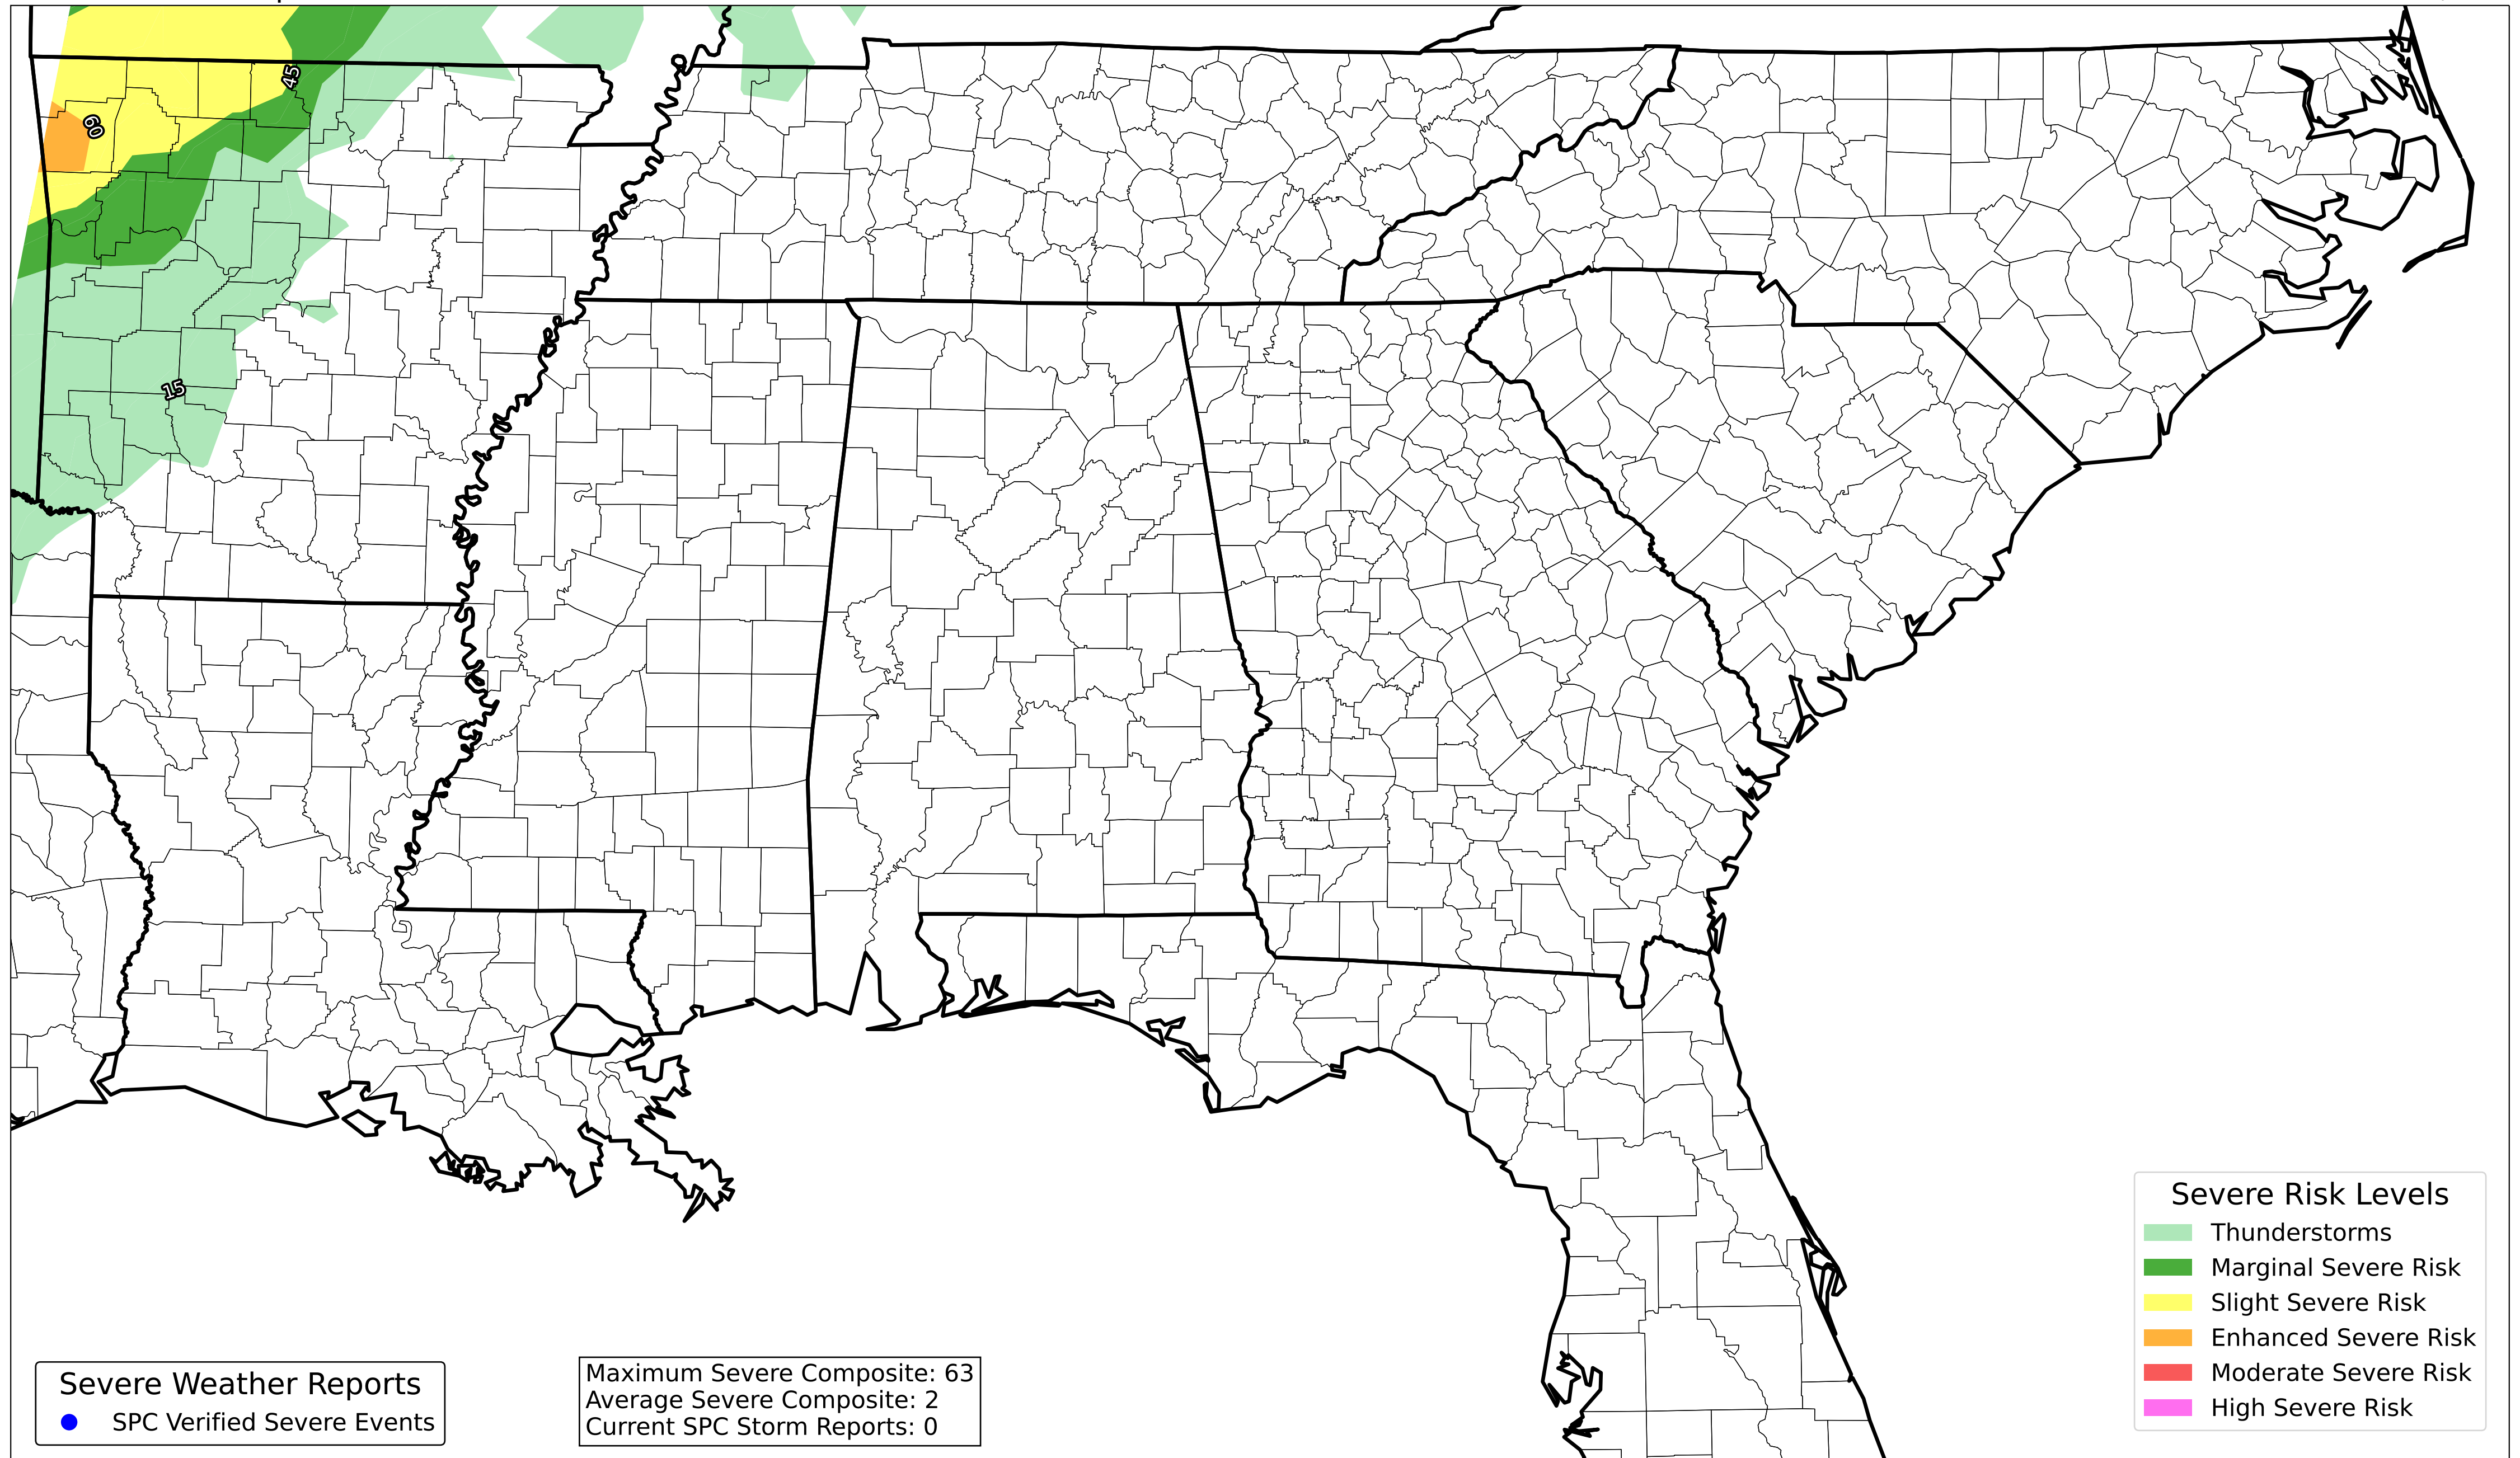 45
60
15
Severe Risk Levels
Thunderstorms
Marginal Severe Risk
Slight Severe Risk
Enhanced Severe Risk
Moderate Severe Risk
High Severe Risk
Severe Weather Reports
SPC Verified Severe Events
Maximum Severe Composite: 63
Average Severe Composite: 2
Current SPC Storm Reports: 0